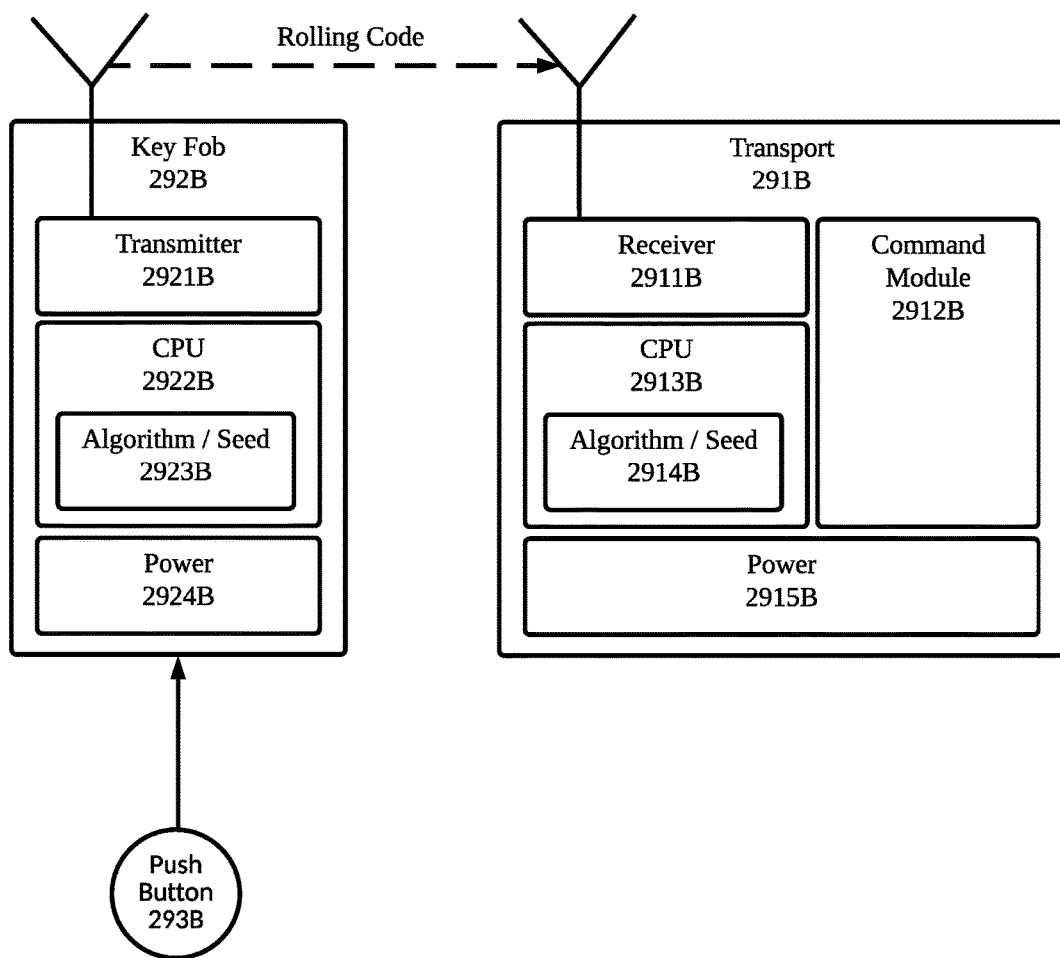 Rolling Code
Key Fob
292B
Transmitter
2921B
CPU
2922B
Algorithm / Seed
2923B
Power
2924B
Transport
291B
Receiver
2911B
Command
Module
2912B
CPU
2913B
Algorithm / Seed
2914B
Power
2915B
Push
Button
293B